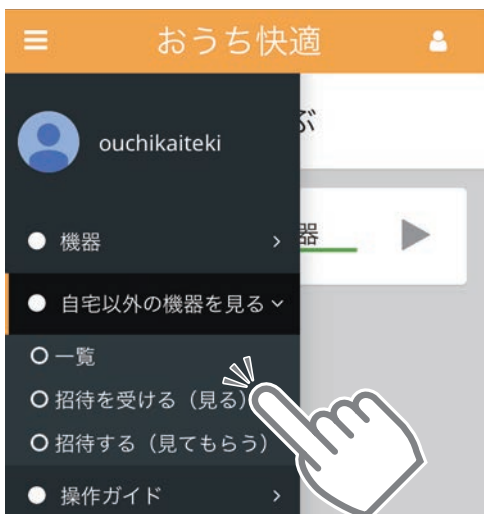 おうち快適
ぶ
ouchikaiteki
機器
器
自宅以外の機器を見る
一覧
招待を受ける（見る）
招待する（見てもらう）
操作ガイド